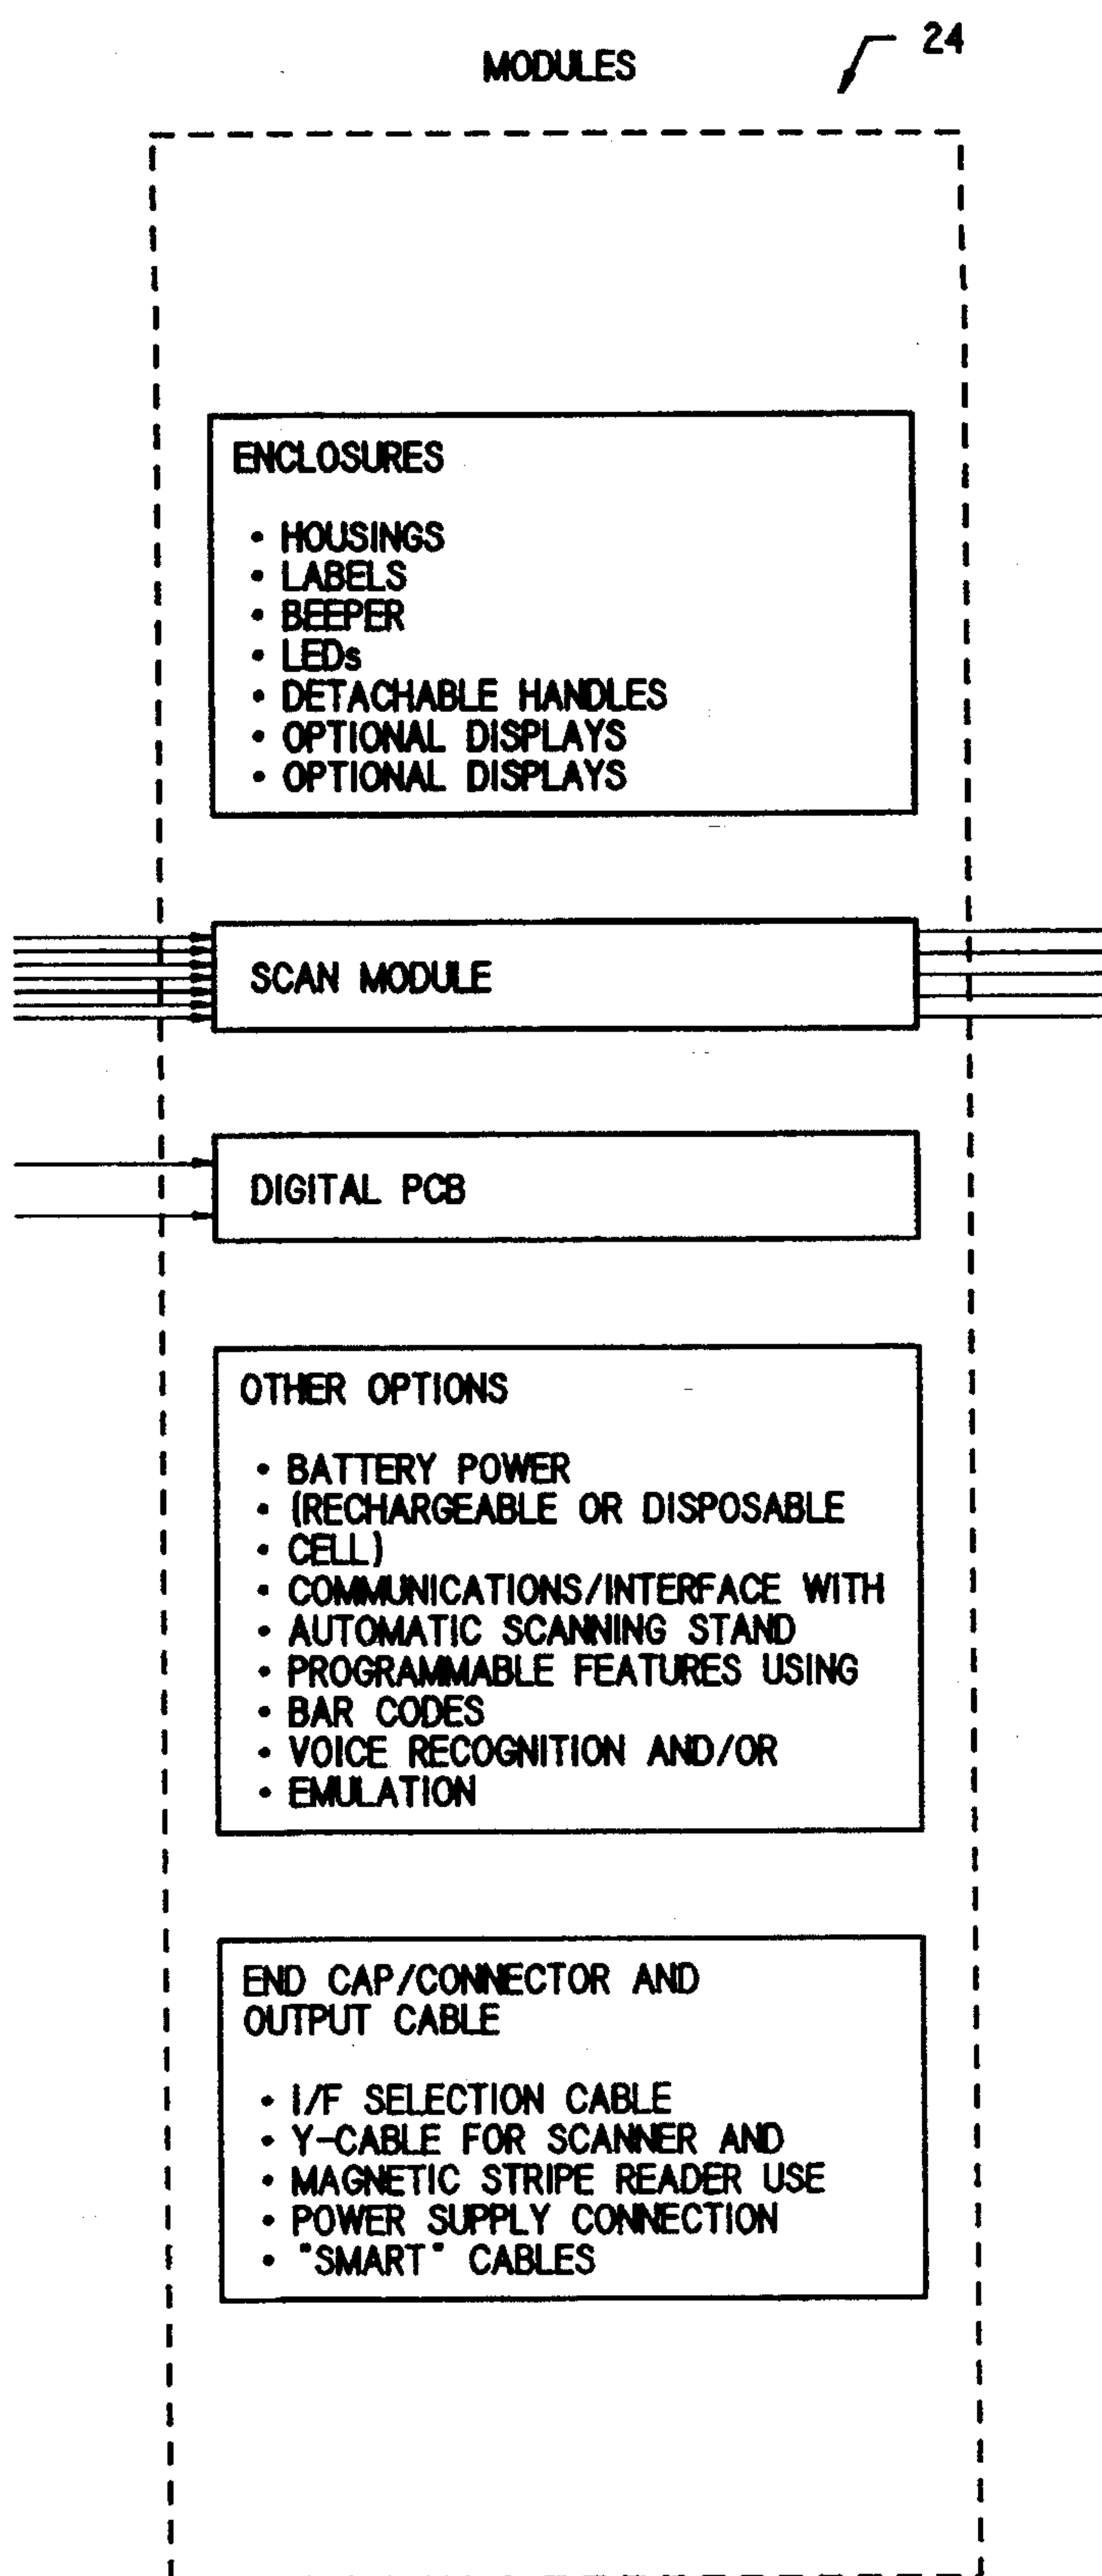 24
MODULES
ENCLOSURES
• HOUSINGS
• LABELS
• BEEPER
• LEDs
• DETACHABLE HANDLES
• OPTIONAL DISPLAYS
• OPTIONAL DISPLAYS
SCAN MODULE
DIGITAL PCB
OTHER OPTIONS
• BATTERY POWER
• (RECHARGEABLE OR DISPOSABLE
• CELL)
• COMMUNICATIONS/INTERFACE WITH
• AUTOMATIC SCANNING STAND
• PROGRAMMABLE FEATURES USING
• BAR CODES
• VOICE RECOGNITION AND/OR
• EMULATION
END CAP/CONNECTOR AND
OUTPUT CABLE
• I/F SELECTION CABLE
• Y-CABLE FOR SCANNER AND
• MAGNETIC STRIPE READER USE
• POWER SUPPLY CONNECTION
• "SMART" CABLES